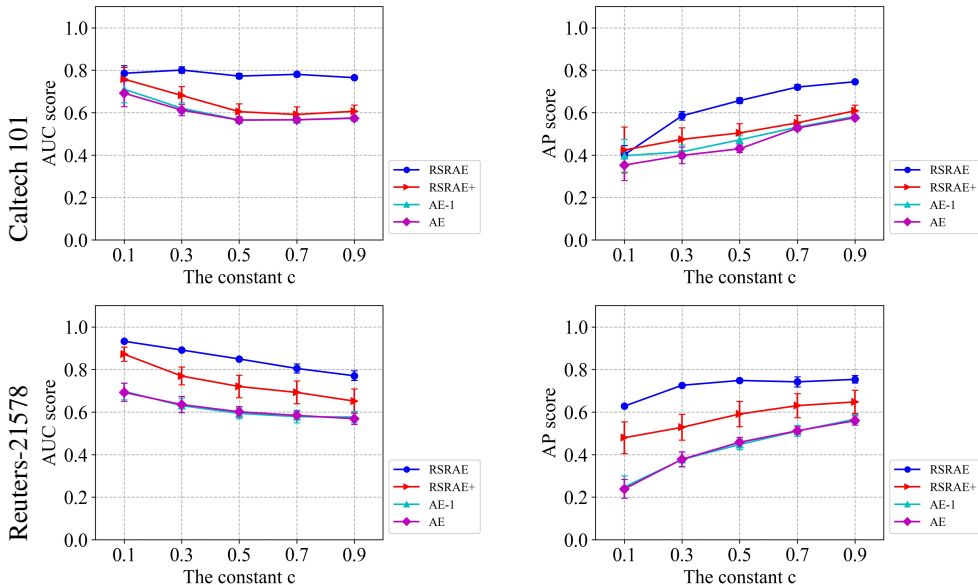 Caltech 101
AUC score
1.0
0.8
0.6
0.4
0.2
0.0
0.1 0.3 0.5 0.7 0.9
The constant c
RSRAE
RSRAE+
AE-1
AE
AP score
1.0
0.8
0.6
0.4
0.2
0.0
0.1 0.3 0.5 0.7 0.9
The constant c
RSRAE
RSRAE+
AE-1
AE
Reuters-21578
AUC score
1.0
0.8
0.6
0.4
0.2
0.0
0.1 0.3 0.5 0.7 0.9
The constant c
RSRAE
RSRAE+
AE-1
AE
AP score
1.0
0.8
0.6
0.4
0.2
0.0
0.1 0.3 0.5 0.7 0.9
The constant c
RSRAE
RSRAE+
AE-1
AE